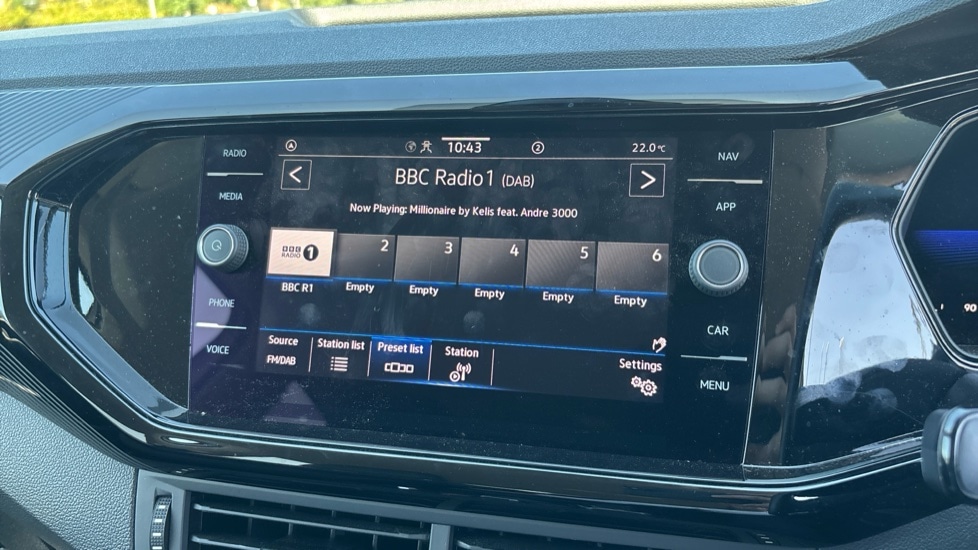 RADIO
MEDIA
PHONE
VOICE
10:43
2
22.0°C
<
BBC Radio 1 (DAB)
>
Now Playing: Millionaire by Kelis feat. Andre 3000
BBC RADIO 1
2
3
4
5
6
BBC R1
Empty
Empty
Empty
Empty
Empty
Source
FM/DAB
Station list
Preset list
Station
Settings
NAV
APP
CAR
MENU
90